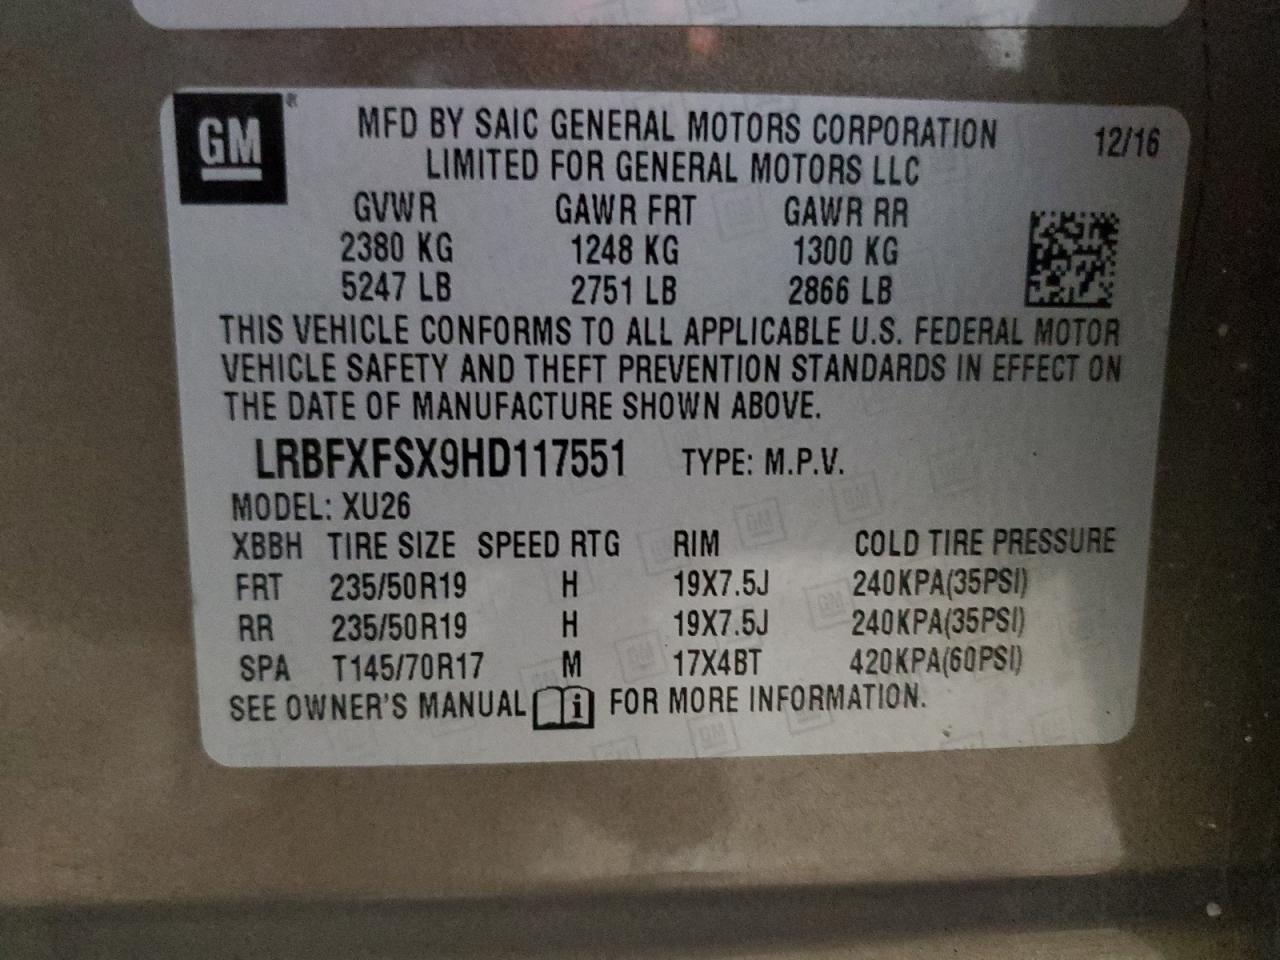 GM ®
MFD BY SAIC GENERAL MOTORS CORPORATION 12/16
LIMITED FOR GENERAL MOTORS LLC
GVWR GAWR FRT GAWR RR
2380 KG 1248 KG 1300 KG
5247 LB 2751 LB 2866 LB
THIS VEHICLE CONFORMS TO ALL APPLICABLE U.S. FEDERAL MOTOR
VEHICLE SAFETY AND THEFT PREVENTION STANDARDS IN EFFECT ON
THE DATE OF MANUFACTURE SHOWN ABOVE.
LRBFXFSX9HD117551 TYPE: M.P.V.
MODEL: XU26
XBBH TIRE SIZE SPEED RTG RIM COLD TIRE PRESSURE
FRT 235/50R19 H 19X7.5J 240KPA(35PSI)
RR 235/50R19 H 19X7.5J 240KPA(35PSI)
SPA T145/70R17 M 17X4BT 420KPA(60PSI)
SEE OWNER'S MANUAL i FOR MORE INFORMATION.